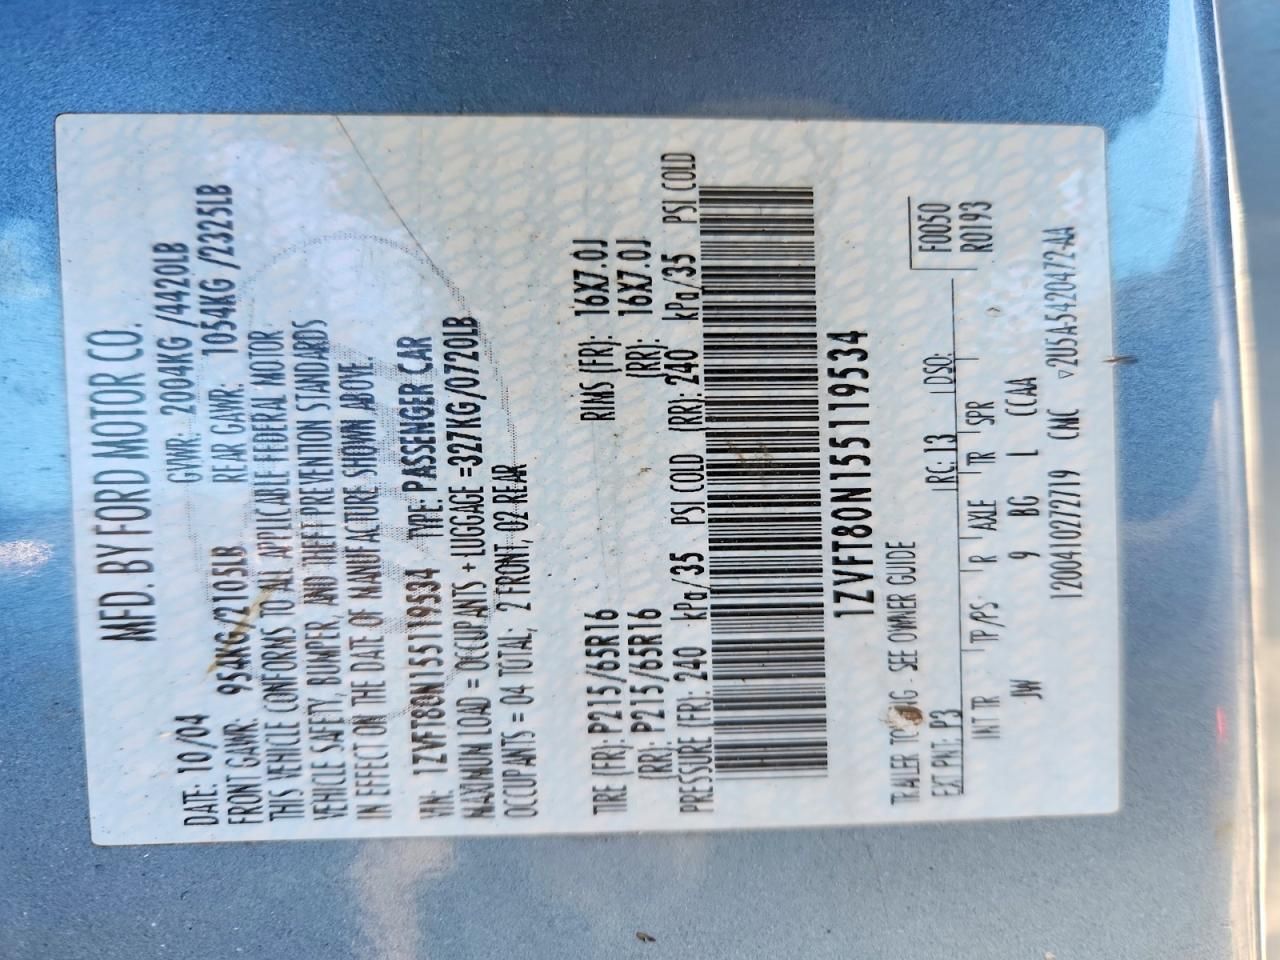 MFD. BY FORD MOTOR CO.
DATE: 10/04 GVWR: 2004KG /4420LB
FRONT GAWR: 954KG/2103LB REAR GAWR: 1054KG /2325LB
THIS VEHICLE CONFORMS TO ALL APPLICABLE FEDERAL MOTOR
VEHICLE SAFETY, BUMPER, AND THEFT PREVENTION STANDARDS
IN EFFECT ON THE DATE OF MANUFACTURE SHOWN ABOVE.
VIN: 1ZVFT80N155119534 TYPE: PASSENGER CAR
MAXIMUM LOAD = OCCUPANTS + LUGGAGE =327KG/0720LB
OCCUPANTS = 04 TOTAL; 2 FRONT, 02 REAR
TIRE (FR): P215/65R16 RIMS (FR): 16X7.0J
(RR): P215/65R16 (RR): 16X7.0J
PRESSURE (FR): 240 kPa/35 PSI COLD (RR): 240 kPa/35 PSI COLD
1ZVFT80N155119534
TRAILER TOWING - SEE OWNER GUIDE F0050
EXT PNT: P3 RC: 13 DSO: R0193
INT TR TP/PS R AXLE TR SPR
JW 9 BG L CCAA
12004102 72719 CNC ▽2U5A5420472AA